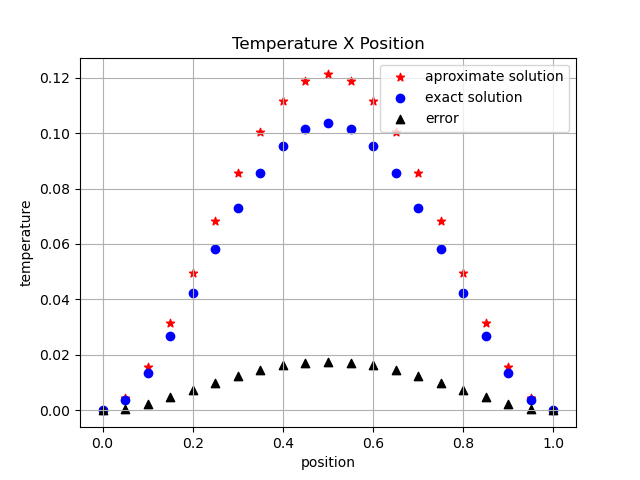 Temperature X Position
aproximate solution
exact solution
error
temperature
0.12
0.10
0.08
0.06
0.04
0.02
0.00
0.0 0.2 0.4 0.6 0.8 1.0
position